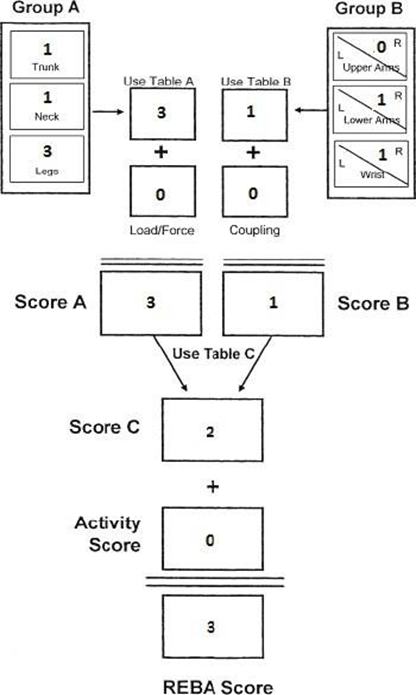 Group A
Group B
1
Trunk
1
Neck
3
Legs
L
0 R
Upper Arms
1 R
Lower Arms
L
1 R
Wrist
Use Table A
Use Table B
3
1
+
+
0
0
Load/Force
Coupling
Score A
3
1
Score B
Use Table C
Score C
2
+
Activity
Score
0
3
REBA Score